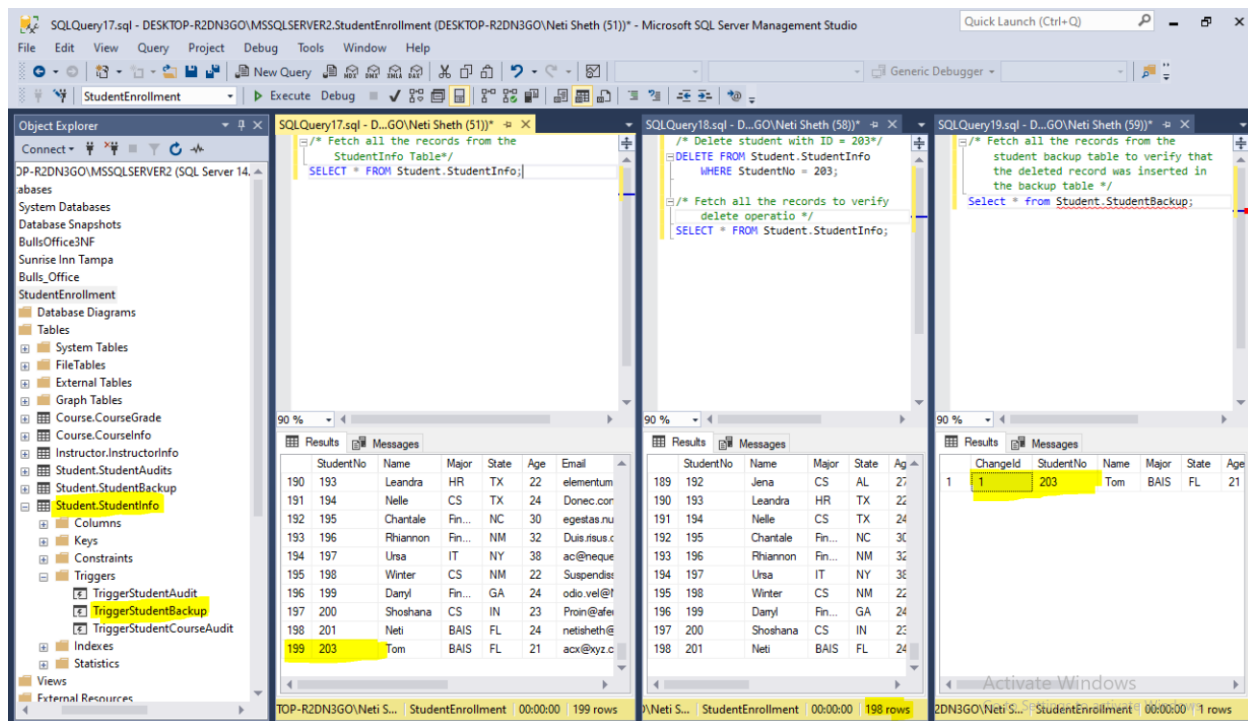 SQLQuery17.sql - DESKTOP-R2DN3GO\MSSQLSERVER2.StudentEnrollment (DESKTOP-R2DN3GO\Neti Sheth (51))* - Microsoft SQL Server Management Studio
Quick Launch (Ctrl+Q)
File Edit View Query Project Debug Tools Window Help
New Query
Generic Debugger
StudentEnrollment
Execute Debug
Object Explorer
Connect
OP-R2DN3GO\MSSQLSERVER2 (SQL Server 14.
abases
System Databases
Database Snapshots
BullsOffice3NF
Sunrise Inn Tampa
Bulls_Office
StudentEnrollment
Database Diagrams
Tables
System Tables
FileTables
External Tables
Graph Tables
Course.CourseGrade
Course.CourseInfo
Instructor.InstructorInfo
Student.StudentAudits
Student.StudentBackup
Student.StudentInfo
Columns
Keys
Constraints
Triggers
TriggerStudentAudit
TriggerStudentBackup
TriggerStudentCourseAudit
Indexes
Statistics
Views
External Resources
SQLQuery17.sql - D...GO\Neti Sheth (51))*
/* Fetch all the records from the
StudentInfo Table*/
SELECT * FROM Student.StudentInfo;
90 %
Results Messages
StudentNo Name Major State Age Email
190 193 Leandra HR TX 22 elementum
191 194 Nelle CS TX 24 Donec.con
192 195 Chantale Fin... NC 30 egestas.nu
193 196 Rhiannon Fin... NM 32 Duis.risus.c
194 197 Ursa IT NY 38 ac@neque
195 198 Winter CS NM 22 Suspendiss
196 199 Darryl Fin... GA 24 odio.vel@
197 200 Shoshana CS IN 23 Proin@afeu
198 201 Neti BAIS FL 24 netisheth@
199 203 Tom BAIS FL 21 acx@xyz.c
TOP-R2DN3GO\Neti S... StudentEnrollment 00:00:00 199 rows
SQLQuery18.sql - D...GO\Neti Sheth (58))*
/* Delete student with ID = 203*/
DELETE FROM Student.StudentInfo
WHERE StudentNo = 203;
/* Fetch all the records to verify
delete operatio */
SELECT * FROM Student.StudentInfo;
90 %
Results Messages
StudentNo Name Major State Ag
189 192 Jena CS AL 27
190 193 Leandra HR TX 22
191 194 Nelle CS TX 24
192 195 Chantale Fin... NC 30
193 196 Rhiannon Fin... NM 32
194 197 Ursa IT NY 38
195 198 Winter CS NM 22
196 199 Darryl Fin... GA 24
197 200 Shoshana CS IN 23
198 201 Neti BAIS FL 24
)\Neti S... StudentEnrollment 00:00:00 198 rows
SQLQuery19.sql - D...GO\Neti Sheth (59))*
/* Fetch all the records from the
student backup table to verify that
the deleted record was inserted in
the backup table */
Select * from Student.StudentBackup;
90 %
Results Messages
ChangeId StudentNo Name Major State Age
1 1 203 Tom BAIS FL 21
Activate Windows
2DN3GO\Neti S... StudentEnrollment 00:00:00 1 rows